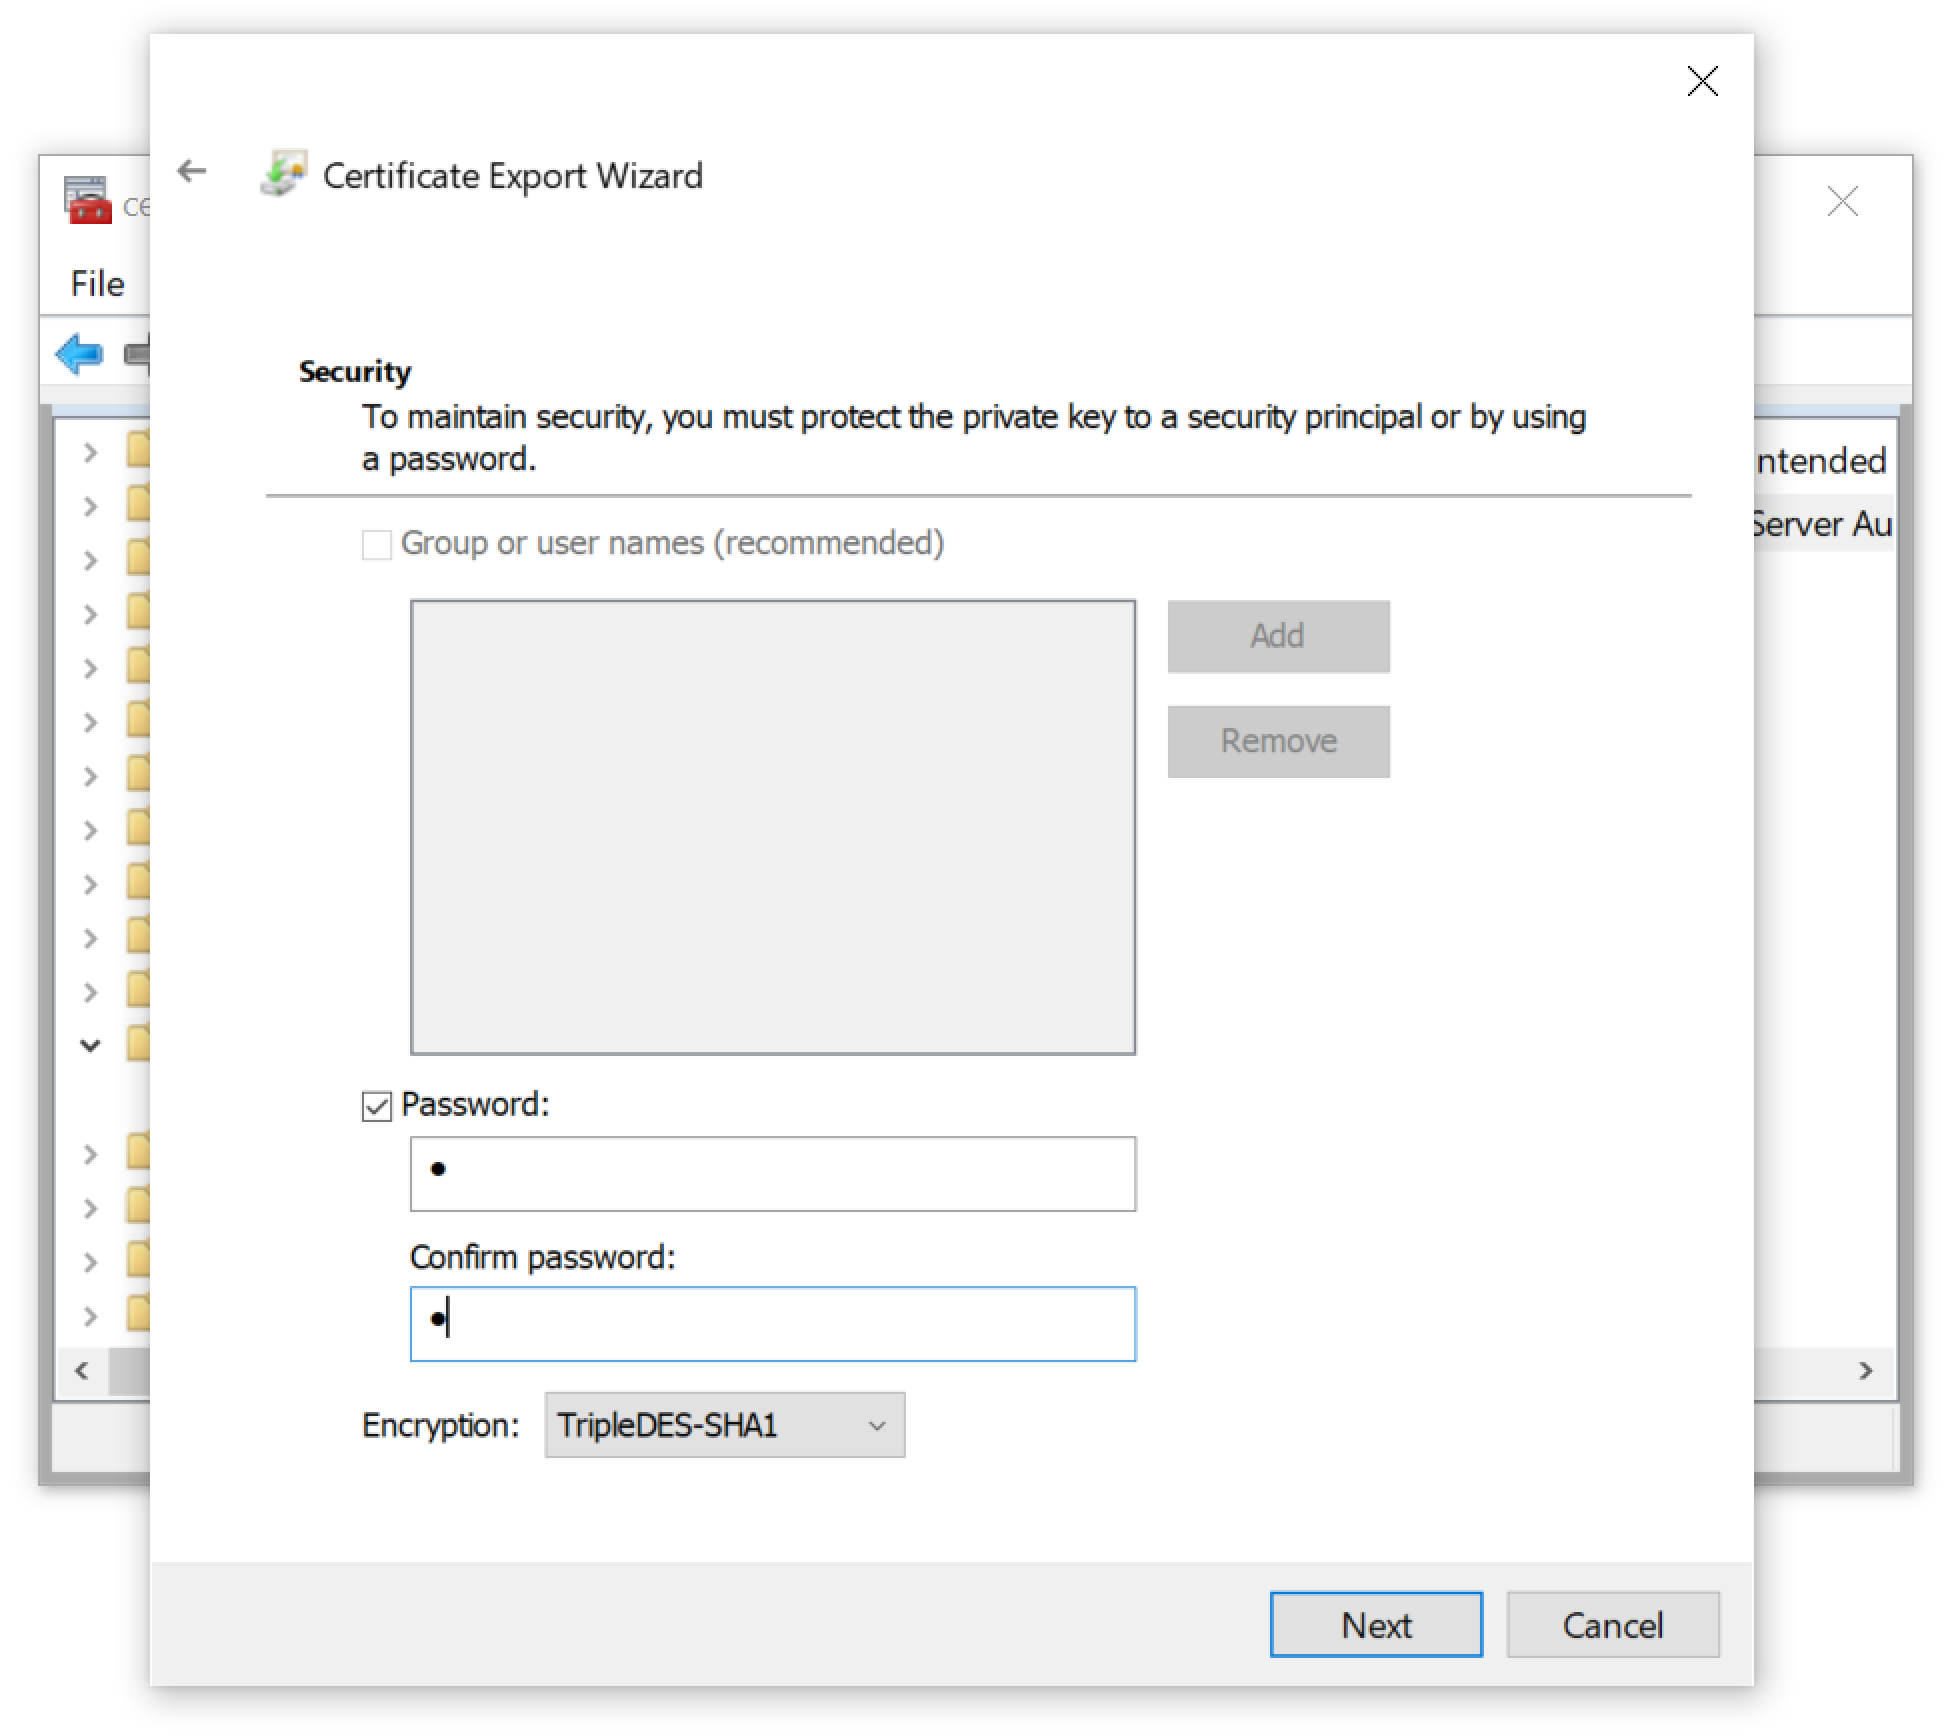 Certificate Export Wizard
ce
File
Security
To maintain security, you must protect the private key to a security principal or by using
a password.
ntended
Server Au
Group or user names (recommended)
Add
Remove
Password:
Confirm password:
Encryption: TripleDES-SHA1
Next Cancel